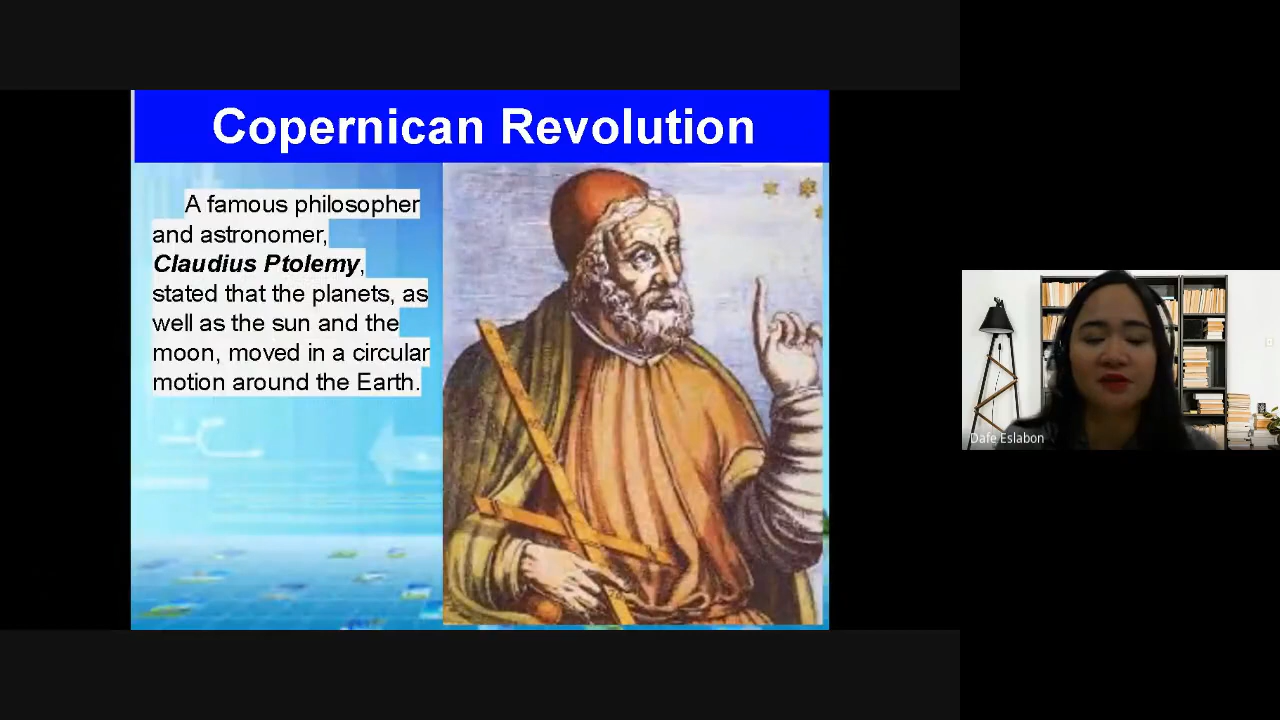 Copernican Revolution
A famous philosopher
and astronomer,
Claudius Ptolemy,
stated that the planets, as
well as the sun and the
moon, moved in a circular
motion around the Earth.
Dafe Eslabon